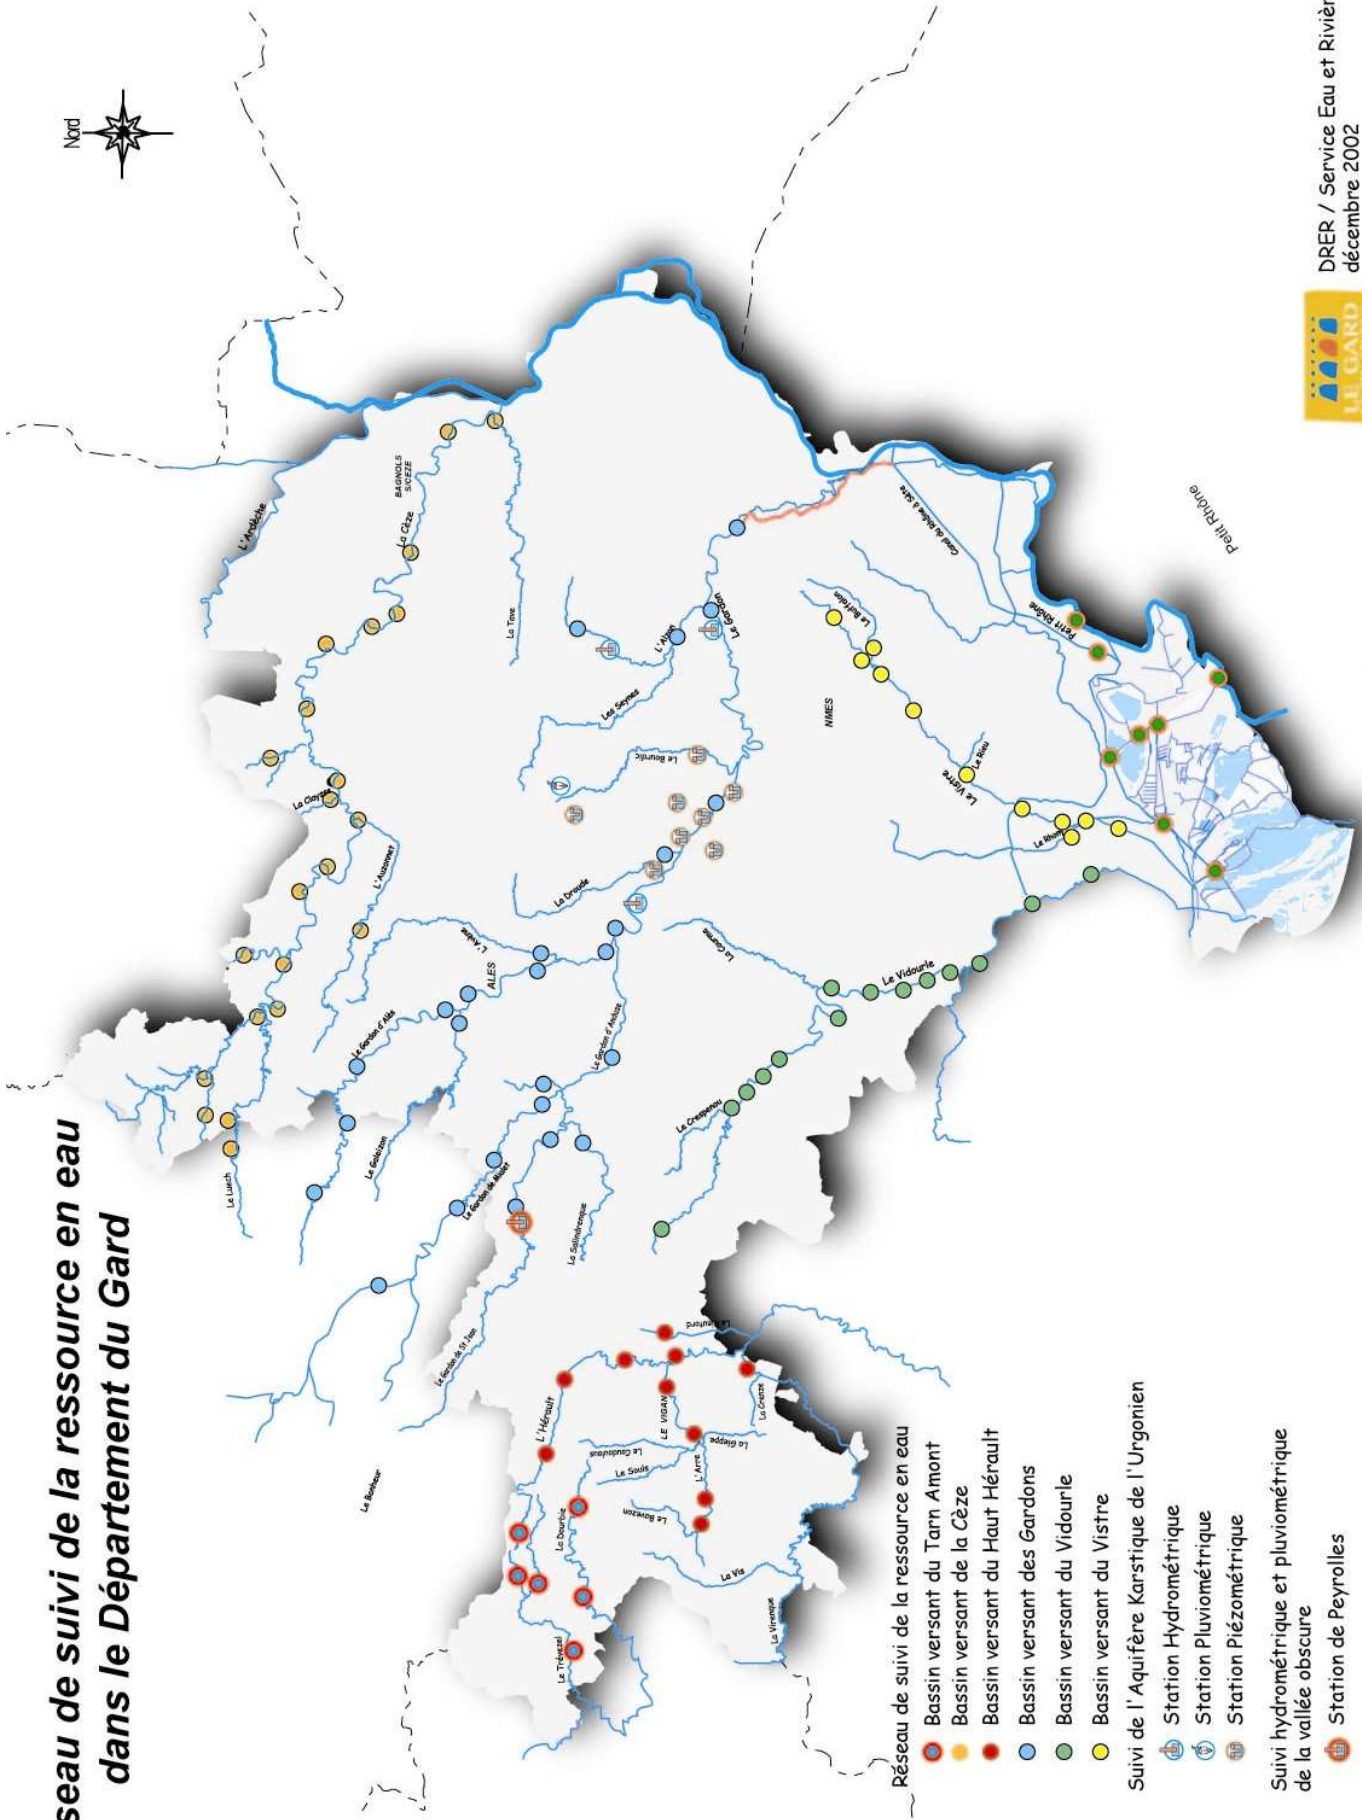 seau de suivi de la ressource en eau
dans le Département du Gard
Nord
L'Ardèche
BAGNOLS
S/CEZE
La Cèze
La Tave
La Claysse
L'Auzonnet
Le Luech
Le Gardon d'Alès
Le Galeizon
L'Avène
ALES
La Droude
Le Bourdic
Les Seynes
L'Alzon
Le Gardon
Le Gardon d'Anduze
Le Gardon de Mialet
La Salindrenque
Le Gardon de St Jean
Le Bonheur
Canal du Rhône à Sète
Petit Rhône
Petit Rhône
Le Buffalon
NMES
Le Vistre
Le Rieu
Le Rhony
La Courme
Le Vidourle
Le Crespenou
Le Rieutord
L'Hérault
LE VIGAN
La Crenze
La Glèppe
Le Coudoulous
Le Souls
L'Arre
La Dourbie
Le Bavezon
La Vis
La Virenque
Le Trévezel
Réseau de suivi de la ressource en eau
Bassin versant du Tarn Amont
Bassin versant de la Cèze
Bassin versant du Haut Hérault
Bassin versant des Gardons
Bassin versant du Vidourle
Bassin versant du Vistre
Suivi de l'Aquifère Karstique de l'Urgonien
Station Hydrométrique
Station Pluviométrique
Station Piézométrique
Suivi hydrométrique et pluviométrique
de la vallée obscure
Station de Peyrolles
LE GARD
DRER / Service Eau et Rivièr
décembre 2002